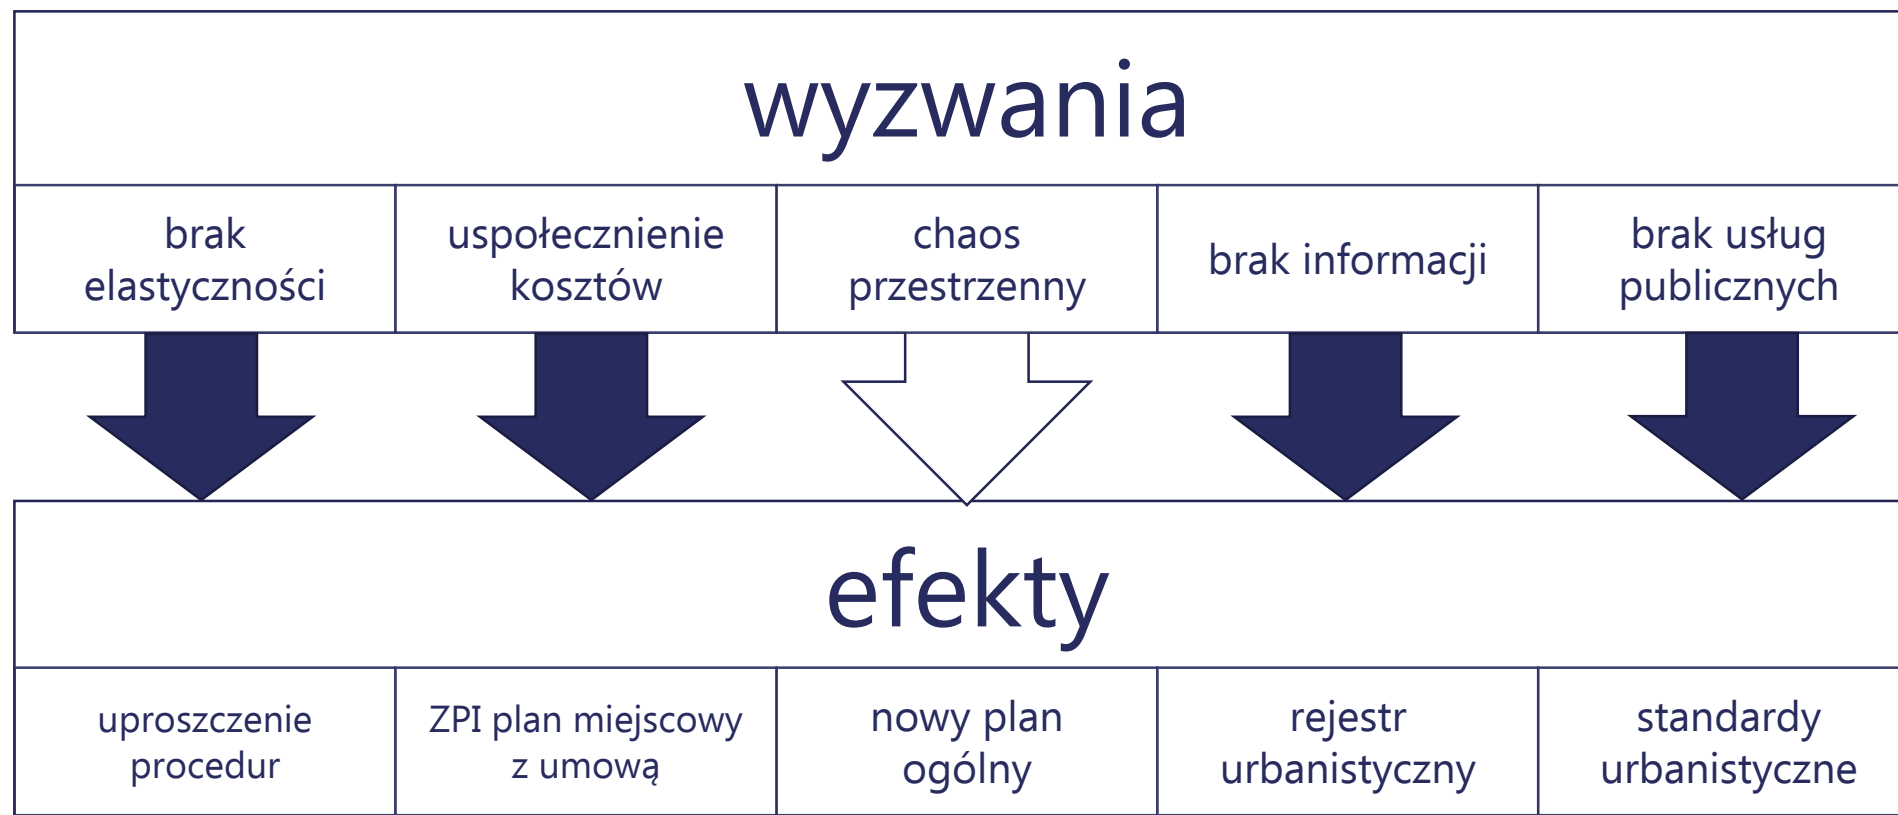 wyzwania
brak
elastyczności
uspołecznienie
kosztów
chaos
przestrzenny
brak informacji
brak usług
publicznych
efekty
uproszczenie
procedur
ZPI plan miejscowy
z umową
nowy plan
ogólny
rejestr
urbanistyczny
standardy
urbanistyczne